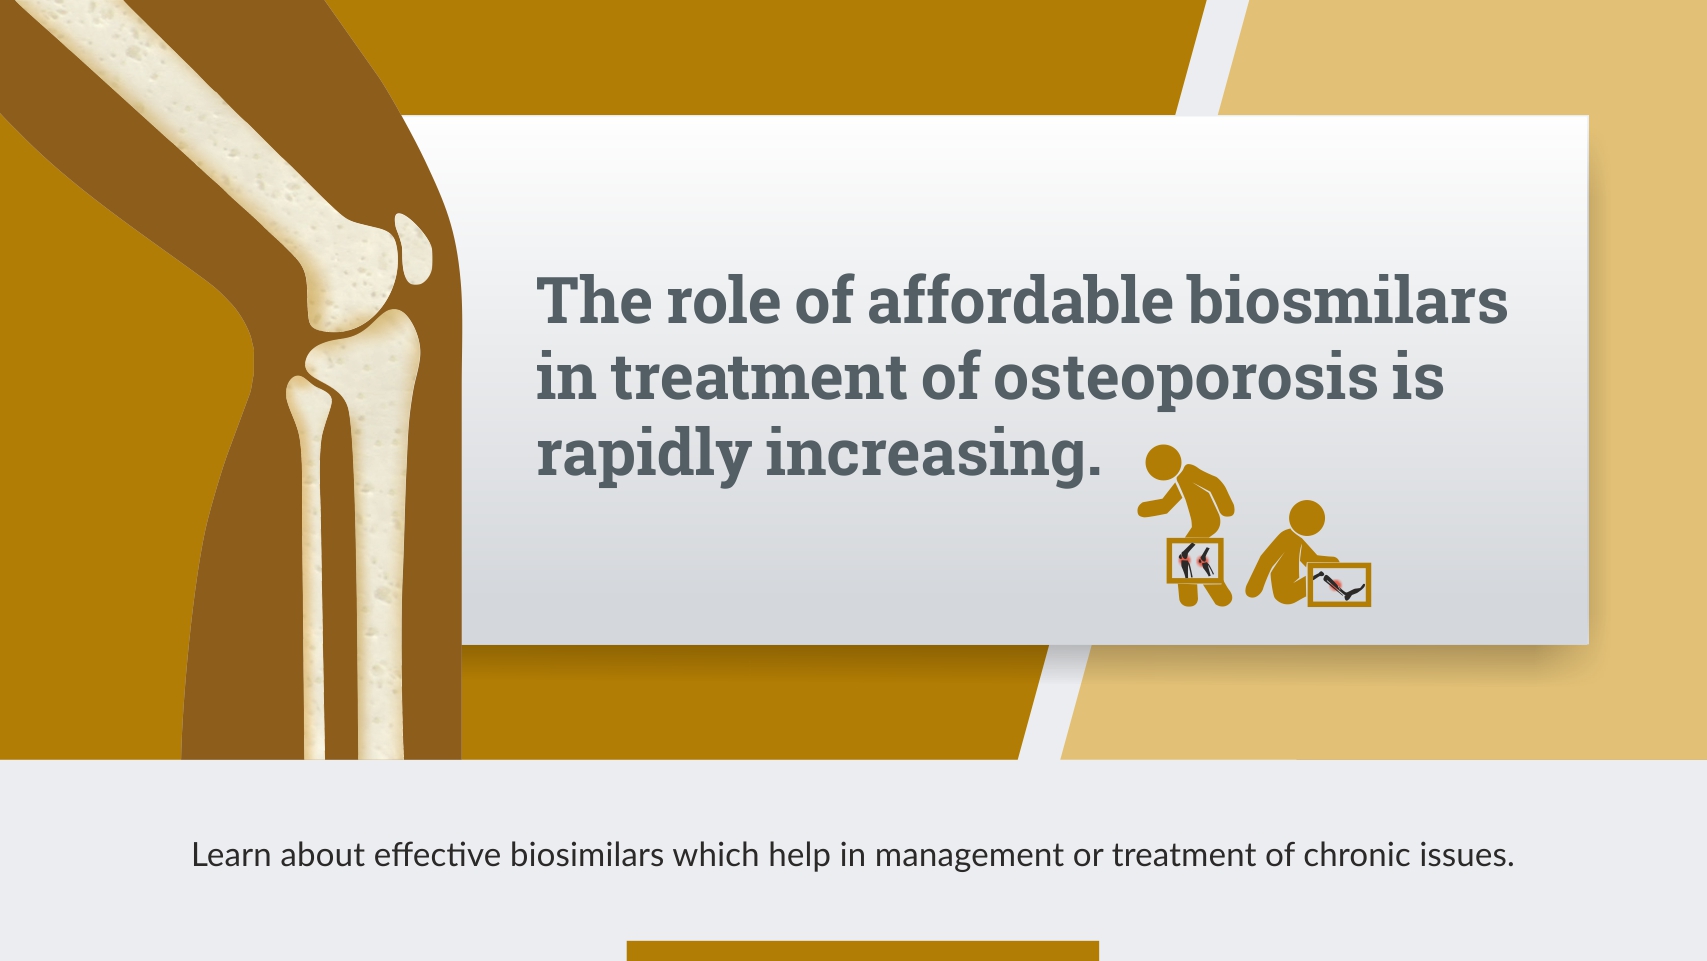 The role of affordable biosmilars
in treatment of osteoporosis is
rapidly increasing.
Learn about effective biosimilars which help in management or treatment of chronic issues.